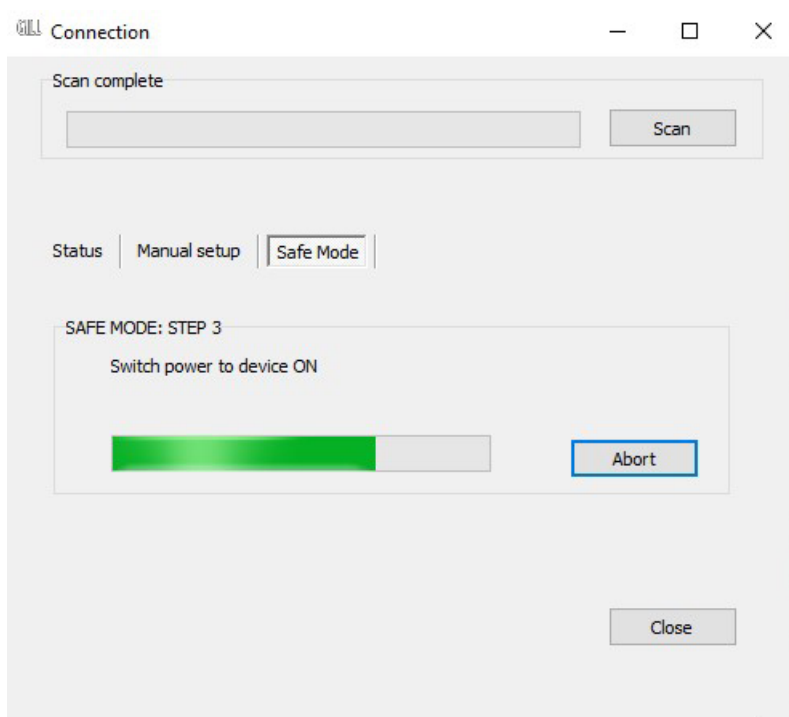 GILL Connection
Scan complete
Scan
Status Manual setup Safe Mode
SAFE MODE: STEP 3
Switch power to device ON
Abort
Close